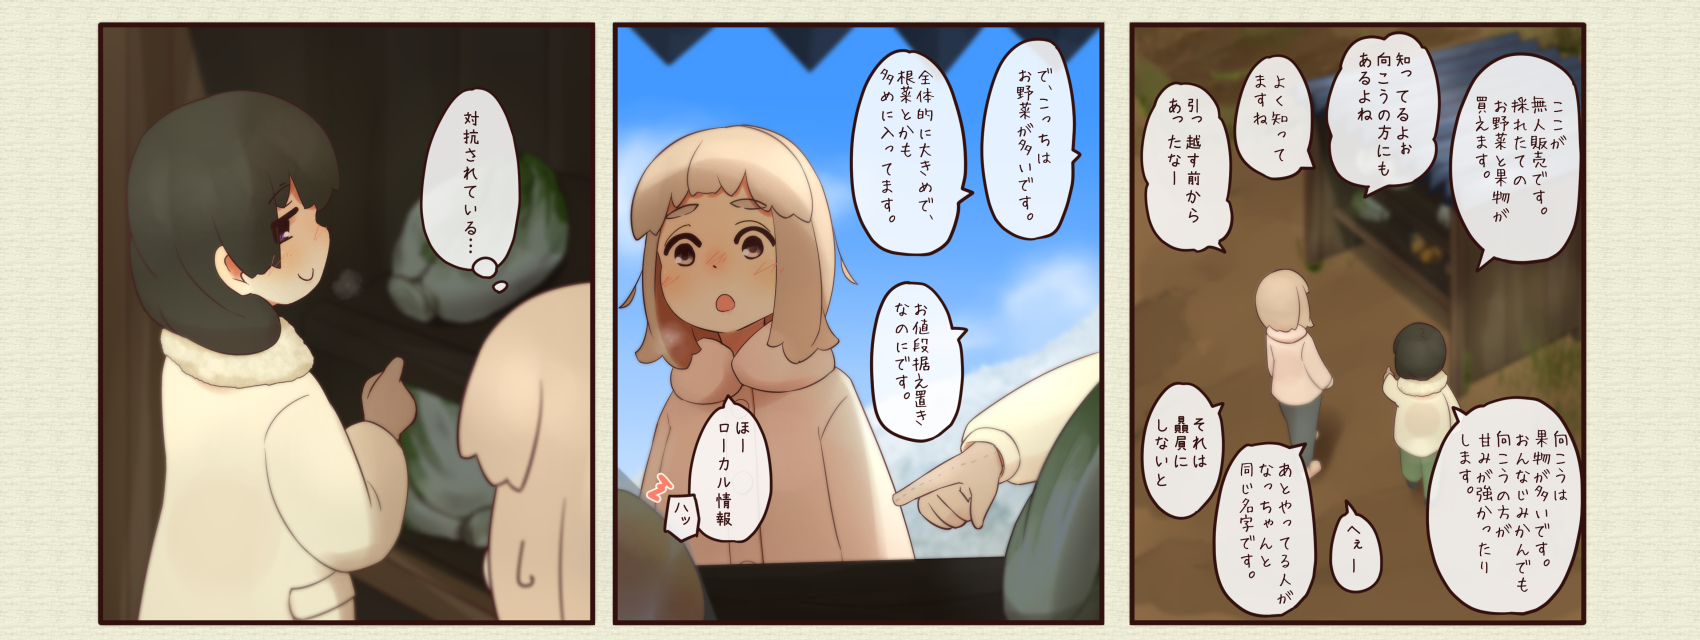 ここが
無人販売です。
採れたての
お野菜と果物が
買えます。
知ってるよぉ
向こうの方にも
あるよね
よく知って
ますね
引っ越す前から
あったなー
向こうは
果物が多いです。
おんなじみかんでも
向こうの方が
甘みが強かったり
します。
へぇー
あとやってる人が
なっちゃんと
同じ名字です。
それは
贔屓に
しないと
で、こっちは
お野菜が多いです。
全体的に大きめで、
根菜とかも
多めに入ってます。
お値段据え置き
なのにです。
ほー
ローカル情報
ハッ
対抗されている…